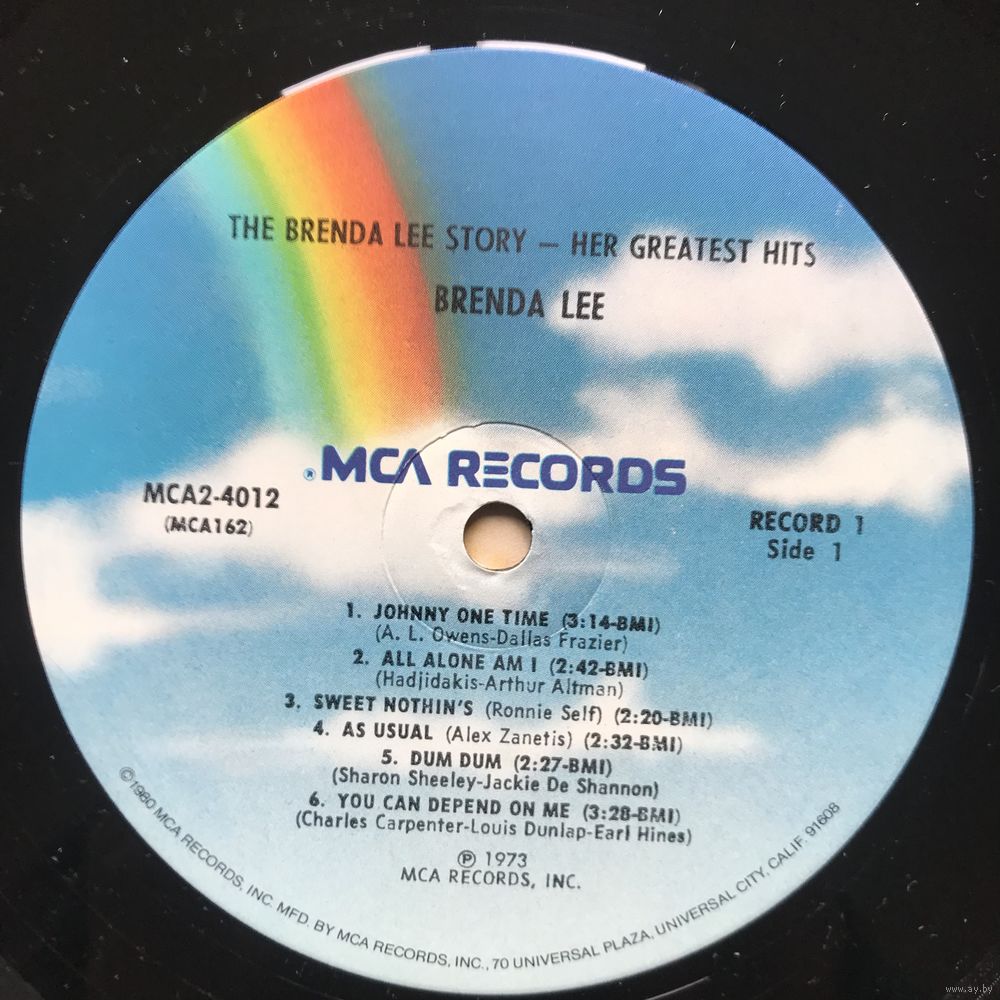 THE BRENDA LEE STORY – HER GREATEST HITS
BRENDA LEE
® MCA RECORDS
MCA2-4012
(MCA162)
RECORD 1
Side 1
1. JOHNNY ONE TIME (3:14-BMI)
(A. L. Owens-Dallas Frazier)
2. ALL ALONE AM I (2:42-BMI)
(Hadjidakis-Arthur Altman)
3. SWEET NOTHIN'S (Ronnie Self) (2:20-BMI)
4. AS USUAL (Alex Zanetis) (2:32-BMI)
5. DUM DUM (2:27-BMI)
(Sharon Sheeley-Jackie De Shannon)
6. YOU CAN DEPEND ON ME (3:28-BMI)
(Charles Carpenter-Louis Dunlap-Earl Hines)
℗ 1973
MCA RECORDS, INC.
©1980 MCA RECORDS, INC. MFD. BY MCA RECORDS, INC., 70 UNIVERSAL PLAZA, UNIVERSAL CITY, CALIF. 91608
www.ay.by